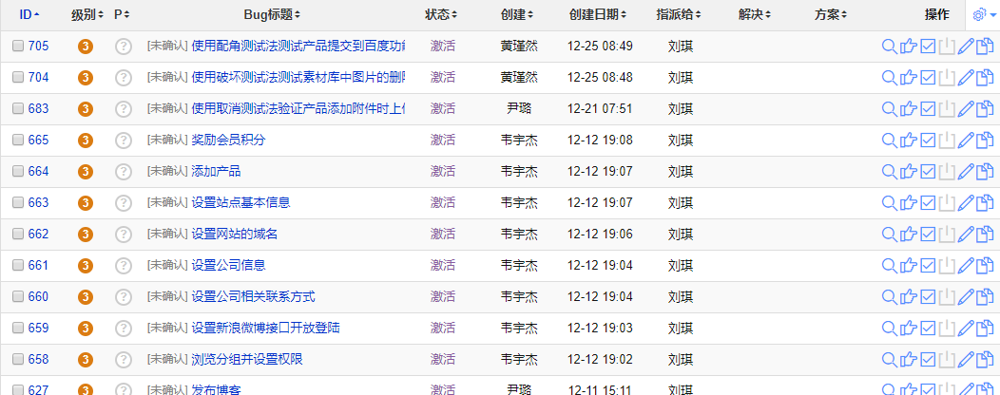 ID 级别 P Bug标题 状态 创建 创建日期 指派给 解决 方案 操作
705 3 ? [未确认] 使用配角测试法测试产品提交到百度功能 激活 黄瑾然 12-25 08:49 刘琪
704 3 ? [未确认] 使用破坏测试法测试素材库中图片的删除 激活 黄瑾然 12-25 08:48 刘琪
683 3 ? [未确认] 使用取消测试法验证产品添加附件时上传 激活 尹璐 12-21 07:51 刘琪
665 3 ? [未确认] 奖励会员积分 激活 韦宇杰 12-12 19:08 刘琪
664 3 ? [未确认] 添加产品 激活 韦宇杰 12-12 19:07 刘琪
663 3 ? [未确认] 设置站点基本信息 激活 韦宇杰 12-12 19:07 刘琪
662 3 ? [未确认] 设置网站的域名 激活 韦宇杰 12-12 19:06 刘琪
661 3 ? [未确认] 设置公司信息 激活 韦宇杰 12-12 19:04 刘琪
660 3 ? [未确认] 设置公司相关联系方式 激活 韦宇杰 12-12 19:04 刘琪
659 3 ? [未确认] 设置新浪微博接口开放登陆 激活 韦宇杰 12-12 19:03 刘琪
658 3 ? [未确认] 浏览分组并设置权限 激活 韦宇杰 12-12 19:02 刘琪
627 3 ? [未确认] 发布博客 激活 尹璐 12-11 15:11 刘琪